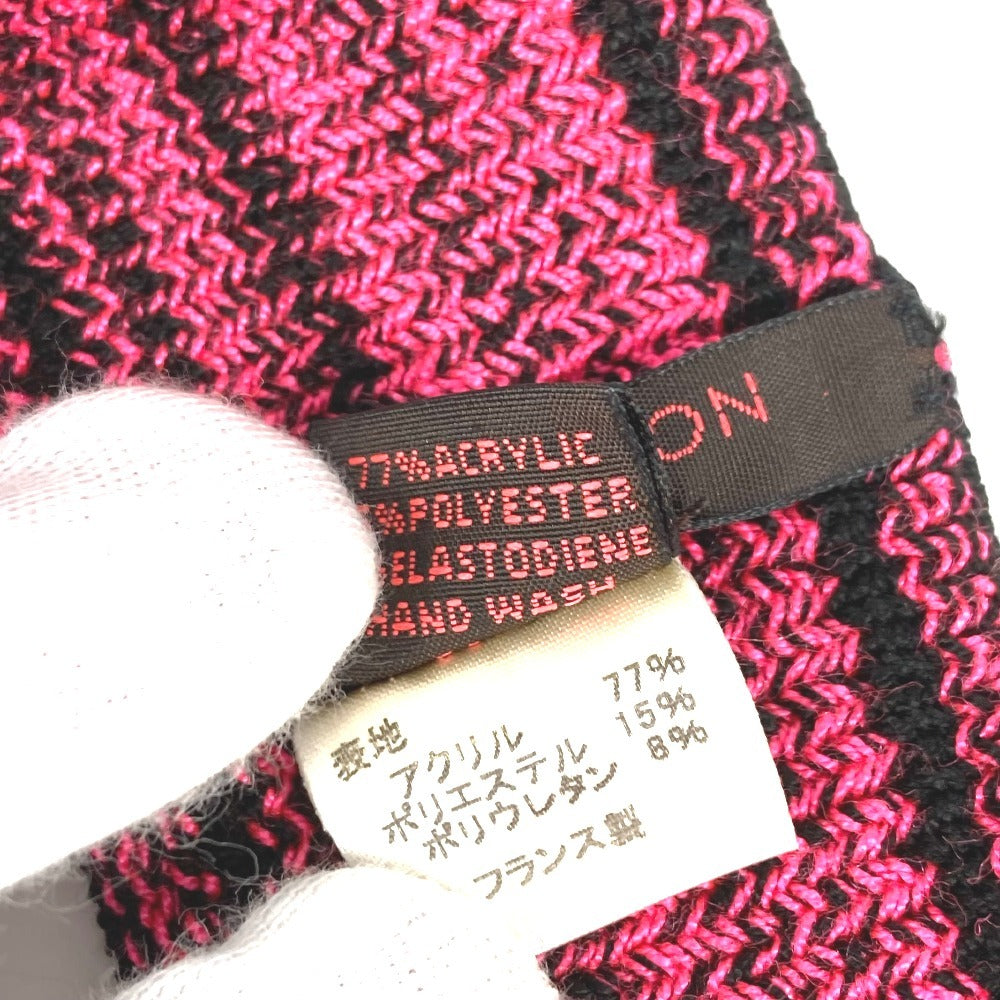 NO
77%ACRYLIC
%POLYESTER
ELASTODIENE
HAND WASH
表地
アクリル 77%
ポリエステル 15%
ポリウレタン 8%
フランス製